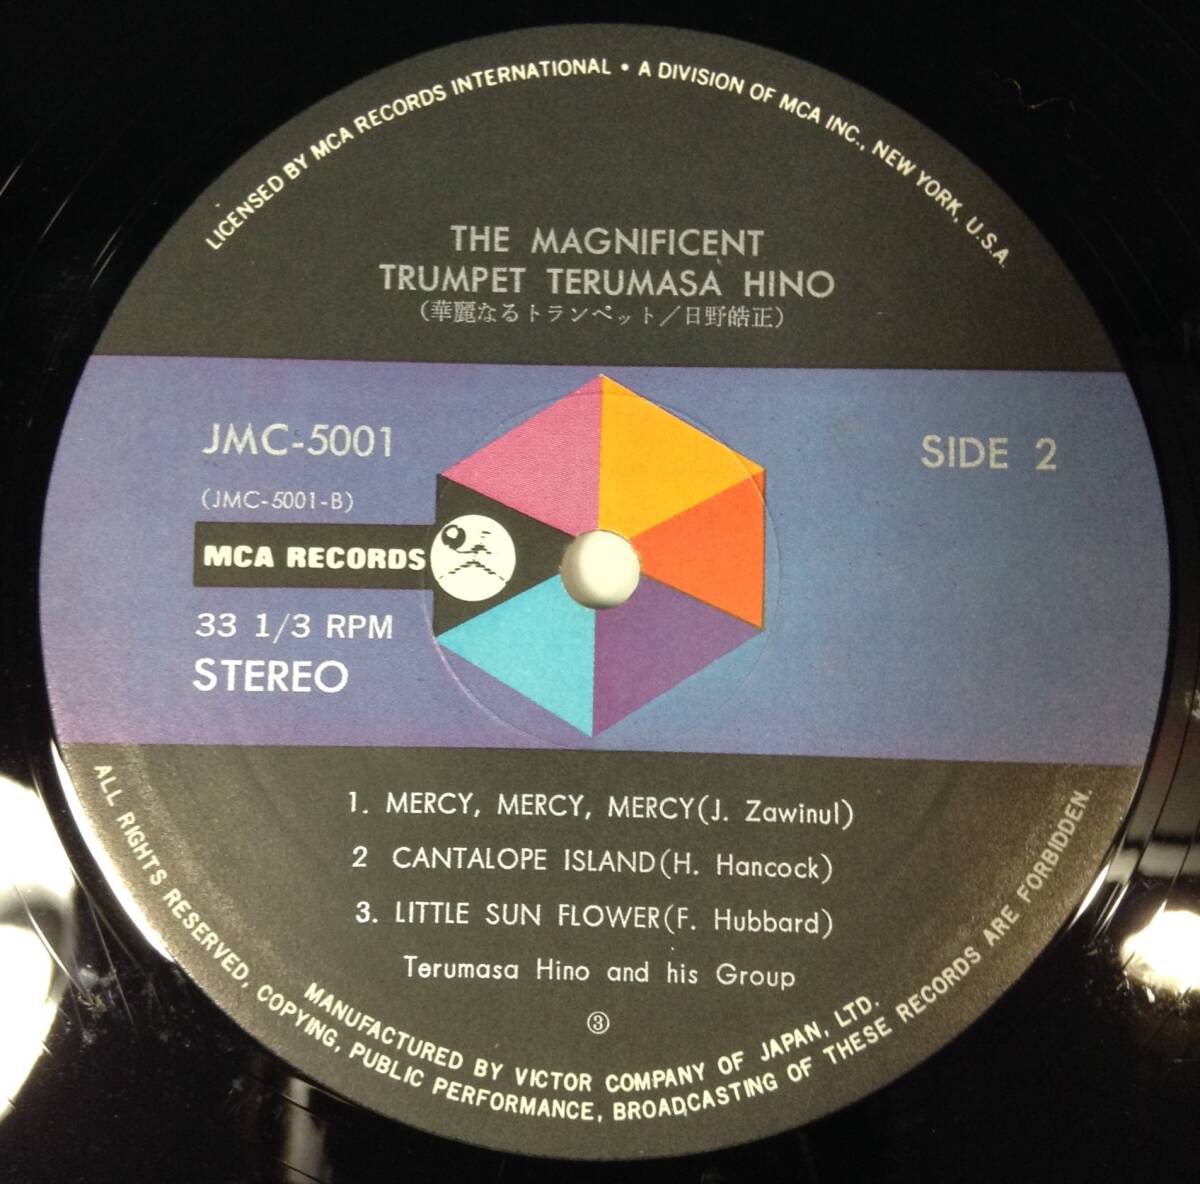 LICENSED BY MCA RECORDS INTERNATIONAL • A DIVISION OF MCA INC., NEW YORK, U.S.A.
THE MAGNIFICENT
TRUMPET TERUMASA HINO
(華麗なるトランペット/日野皓正)
JMC-5001
SIDE 2
(JMC-5001-B)
MCA RECORDS
33 1/3 RPM
STEREO
1. MERCY, MERCY, MERCY(J. Zawinul)
2 CANTALOPE ISLAND(H. Hancock)
3. LITTLE SUN FLOWER(F. Hubbard)
Terumasa Hino and his Group
③
MANUFACTURED BY VICTOR COMPANY OF JAPAN, LTD.
ALL RIGHTS RESERVED, COPYING, PUBLIC PERFORMANCE, BROADCASTING OF THESE RECORDS ARE FORBIDDEN.